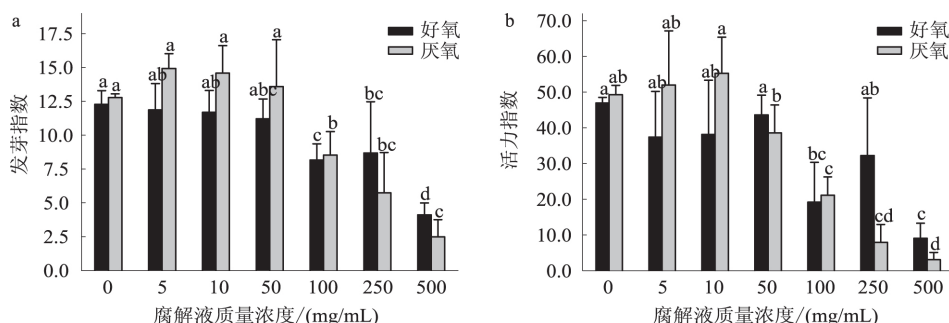 a
发芽指数
17.5
15.0
12.5
10.0
7.5
5.0
2.5
0.0
好氧
厌氧
a a ab a ab a abc a c b bc bc d c
0 5 10 50 100 250 500
腐解液质量浓度/(mg/mL)
b
活力指数
70.0
60.0
50.0
40.0
30.0
20.0
10.0
0.0
好氧
厌氧
a ab ab ab ab a a ab bc bc ab cd c d
0 5 10 50 100 250 500
腐解液质量浓度/(mg/mL)